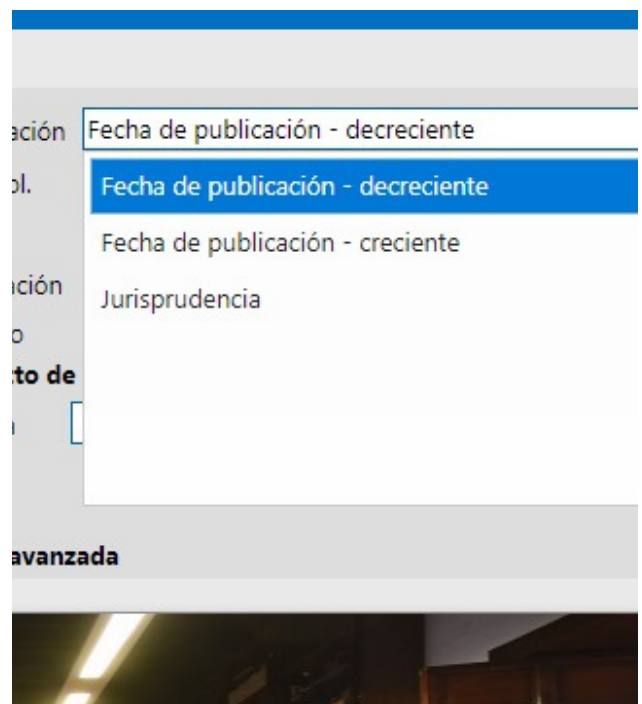 ación Fecha de publicación - decreciente
ol. Fecha de publicación - decreciente
Fecha de publicación - creciente
ación
Jurisprudencia
o
to de
a
avanzada